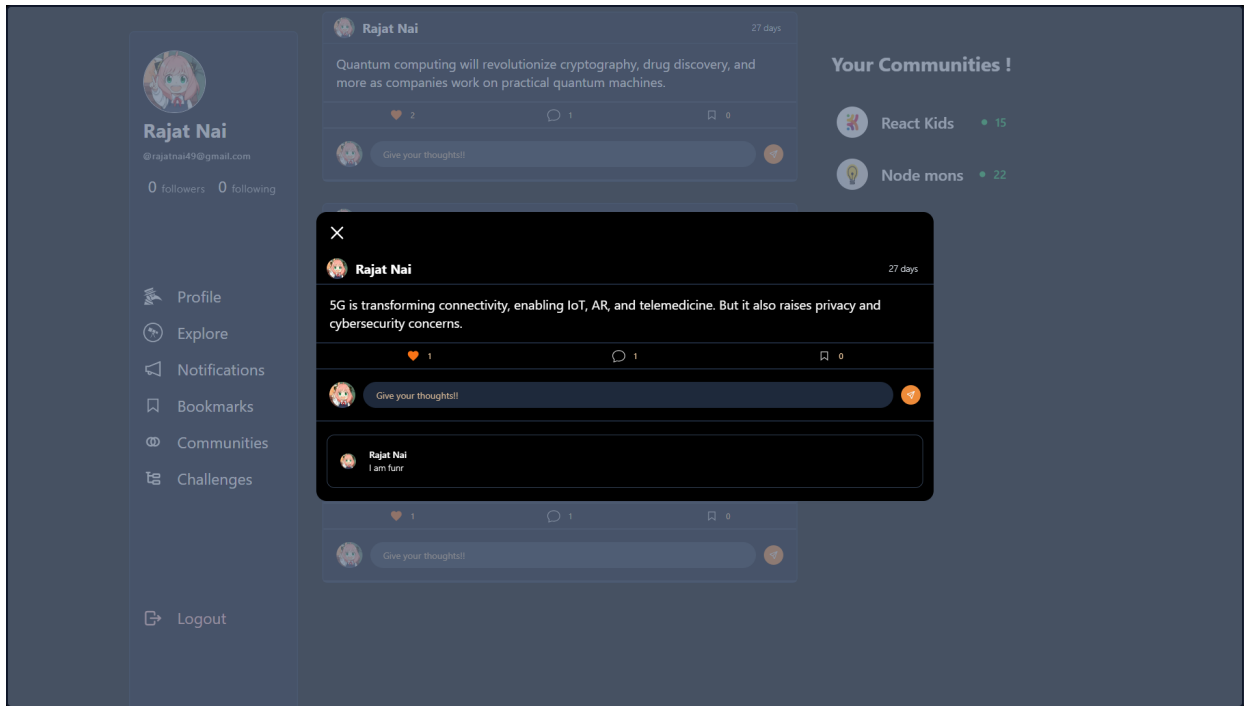 Rajat Nai
@rajatnai49@gmail.com
0 followers 0 following
Profile
Explore
Notifications
Bookmarks
Communities
Challenges
Logout
Rajat Nai 27 days
Quantum computing will revolutionize cryptography, drug discovery, and
more as companies work on practical quantum machines.
2 1 0
Give your thoughts!!
Rajat Nai 27 days
5G is transforming connectivity, enabling IoT, AR, and telemedicine. But it also raises privacy and
cybersecurity concerns.
1 1 0
Give your thoughts!!
Rajat Nai
I am funr
1 1 0
Give your thoughts!!
Your Communities !
React Kids 15
Node mons 22